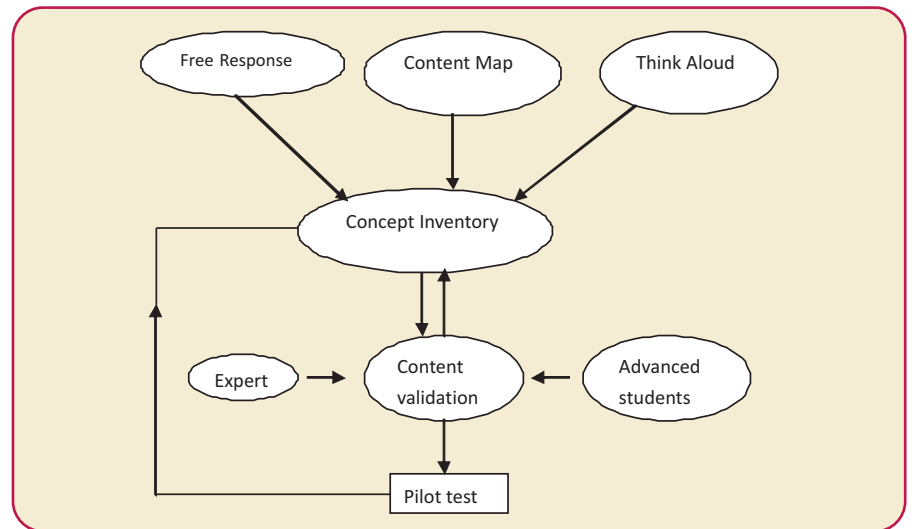 Free Response
Content Map
Think Aloud
Concept Inventory
Expert
Content
validation
Advanced
students
Pilot test